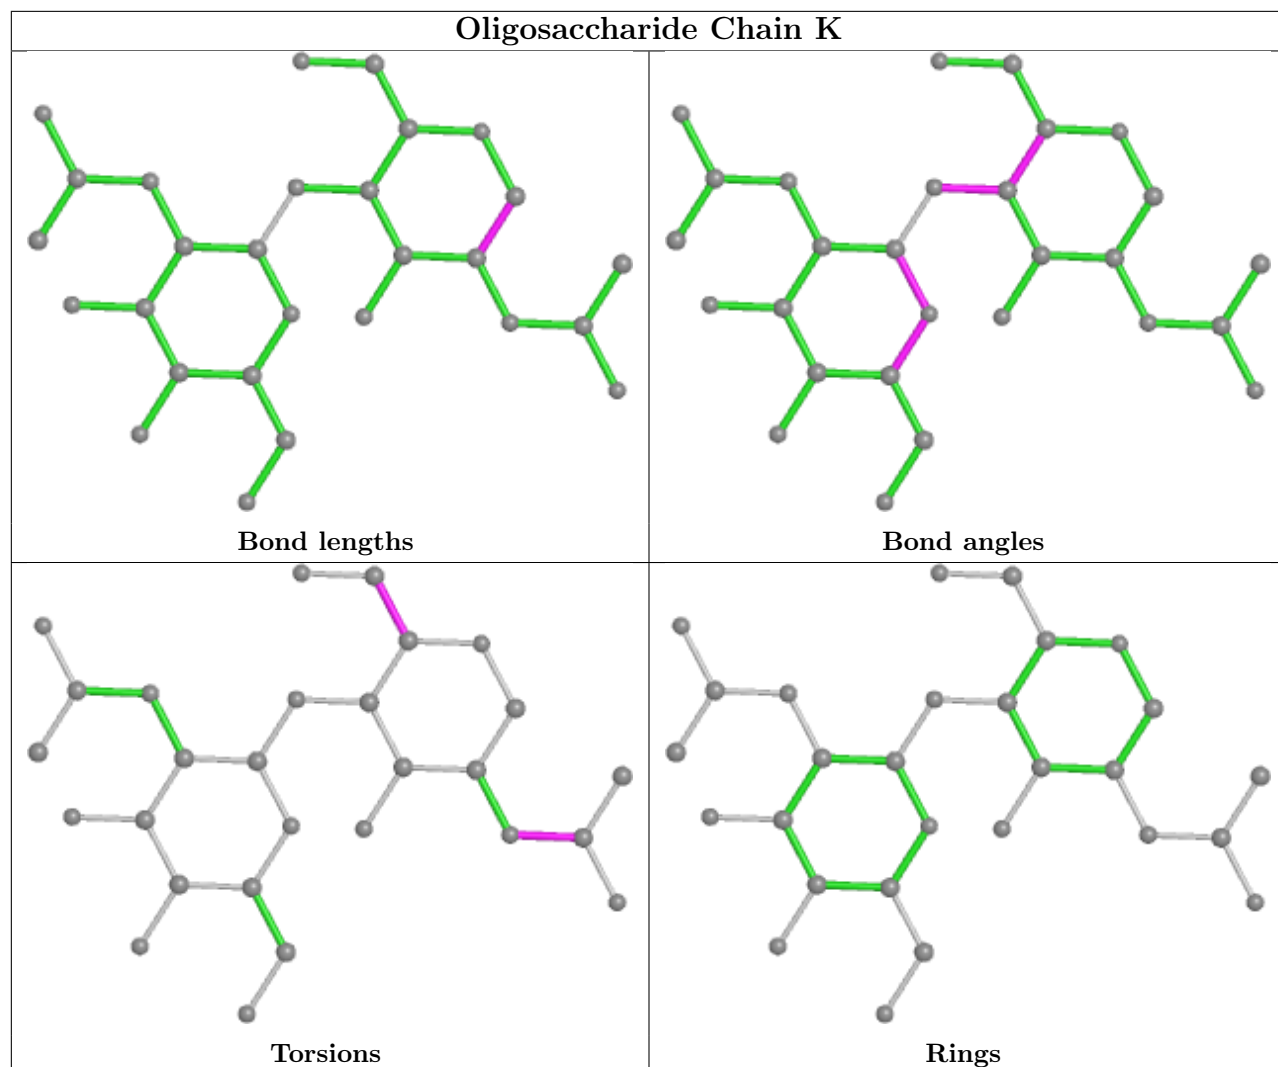 Oligosaccharide Chain K
Bond lengths
Bond angles
Torsions
Rings